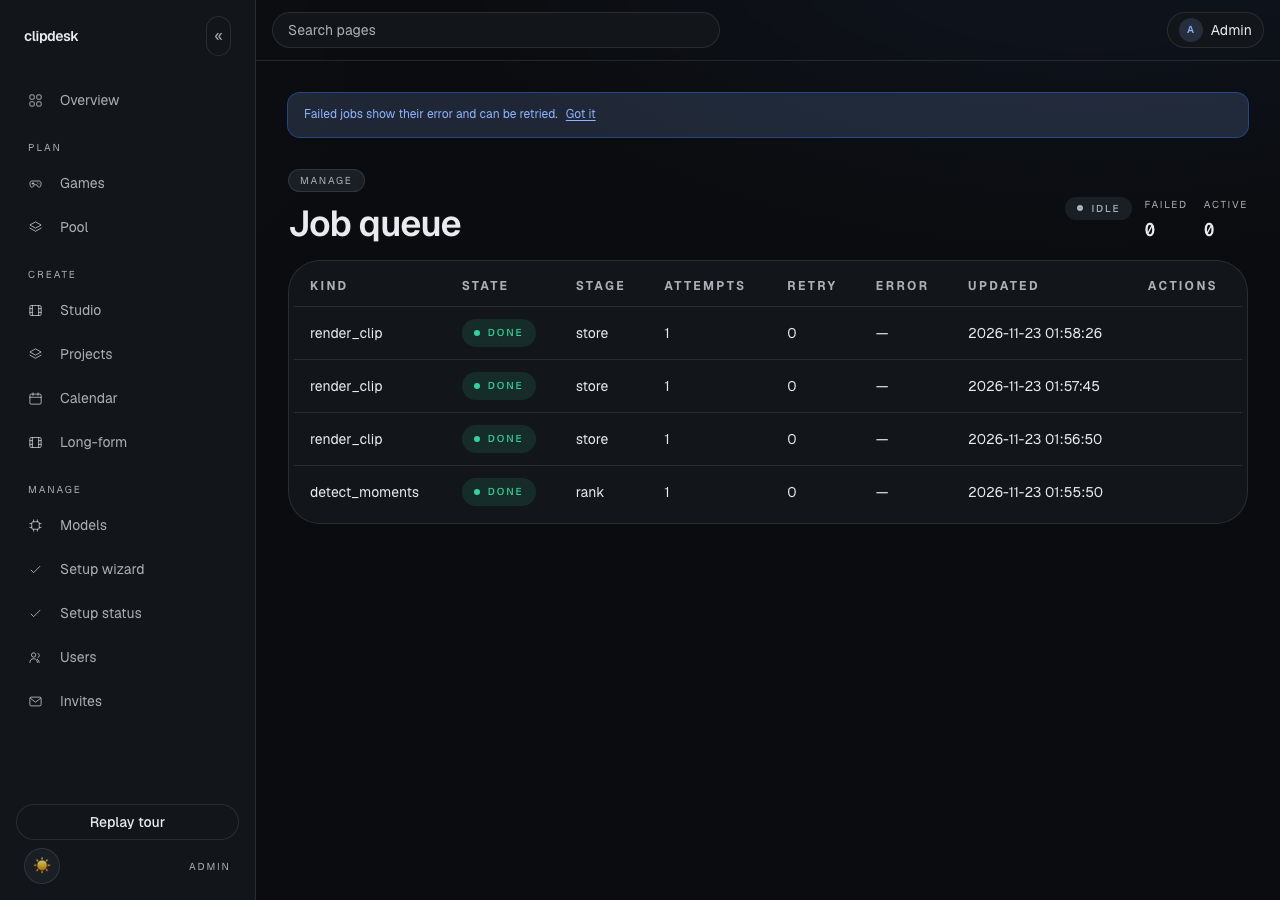 clipdesk «
Search pages
A Admin
Overview
PLAN
Games
Pool
CREATE
Studio
Projects
Calendar
Long-form
MANAGE
Models
Setup wizard
Setup status
Users
Invites
Replay tour
ADMIN
Failed jobs show their error and can be retried. Got it
MANAGE
Job queue
IDLE
FAILED ACTIVE
0 0
KIND STATE STAGE ATTEMPTS RETRY ERROR UPDATED ACTIONS
render_clip DONE store 1 0 — 2026-11-23 01:58:26
render_clip DONE store 1 0 — 2026-11-23 01:57:45
render_clip DONE store 1 0 — 2026-11-23 01:56:50
detect_moments DONE rank 1 0 — 2026-11-23 01:55:50